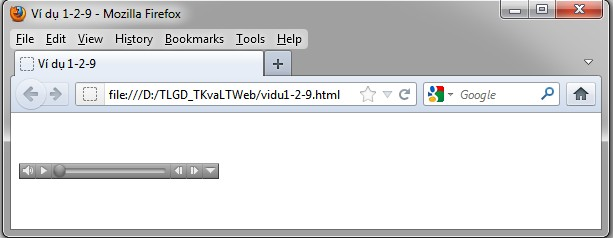 Ví dụ 1-2-9 - Mozilla Firefox
File Edit View History Bookmarks Tools Help
Ví dụ 1-2-9
file:///D:/TLGD_TKvaLTWeb/vidu1-2-9.html Google